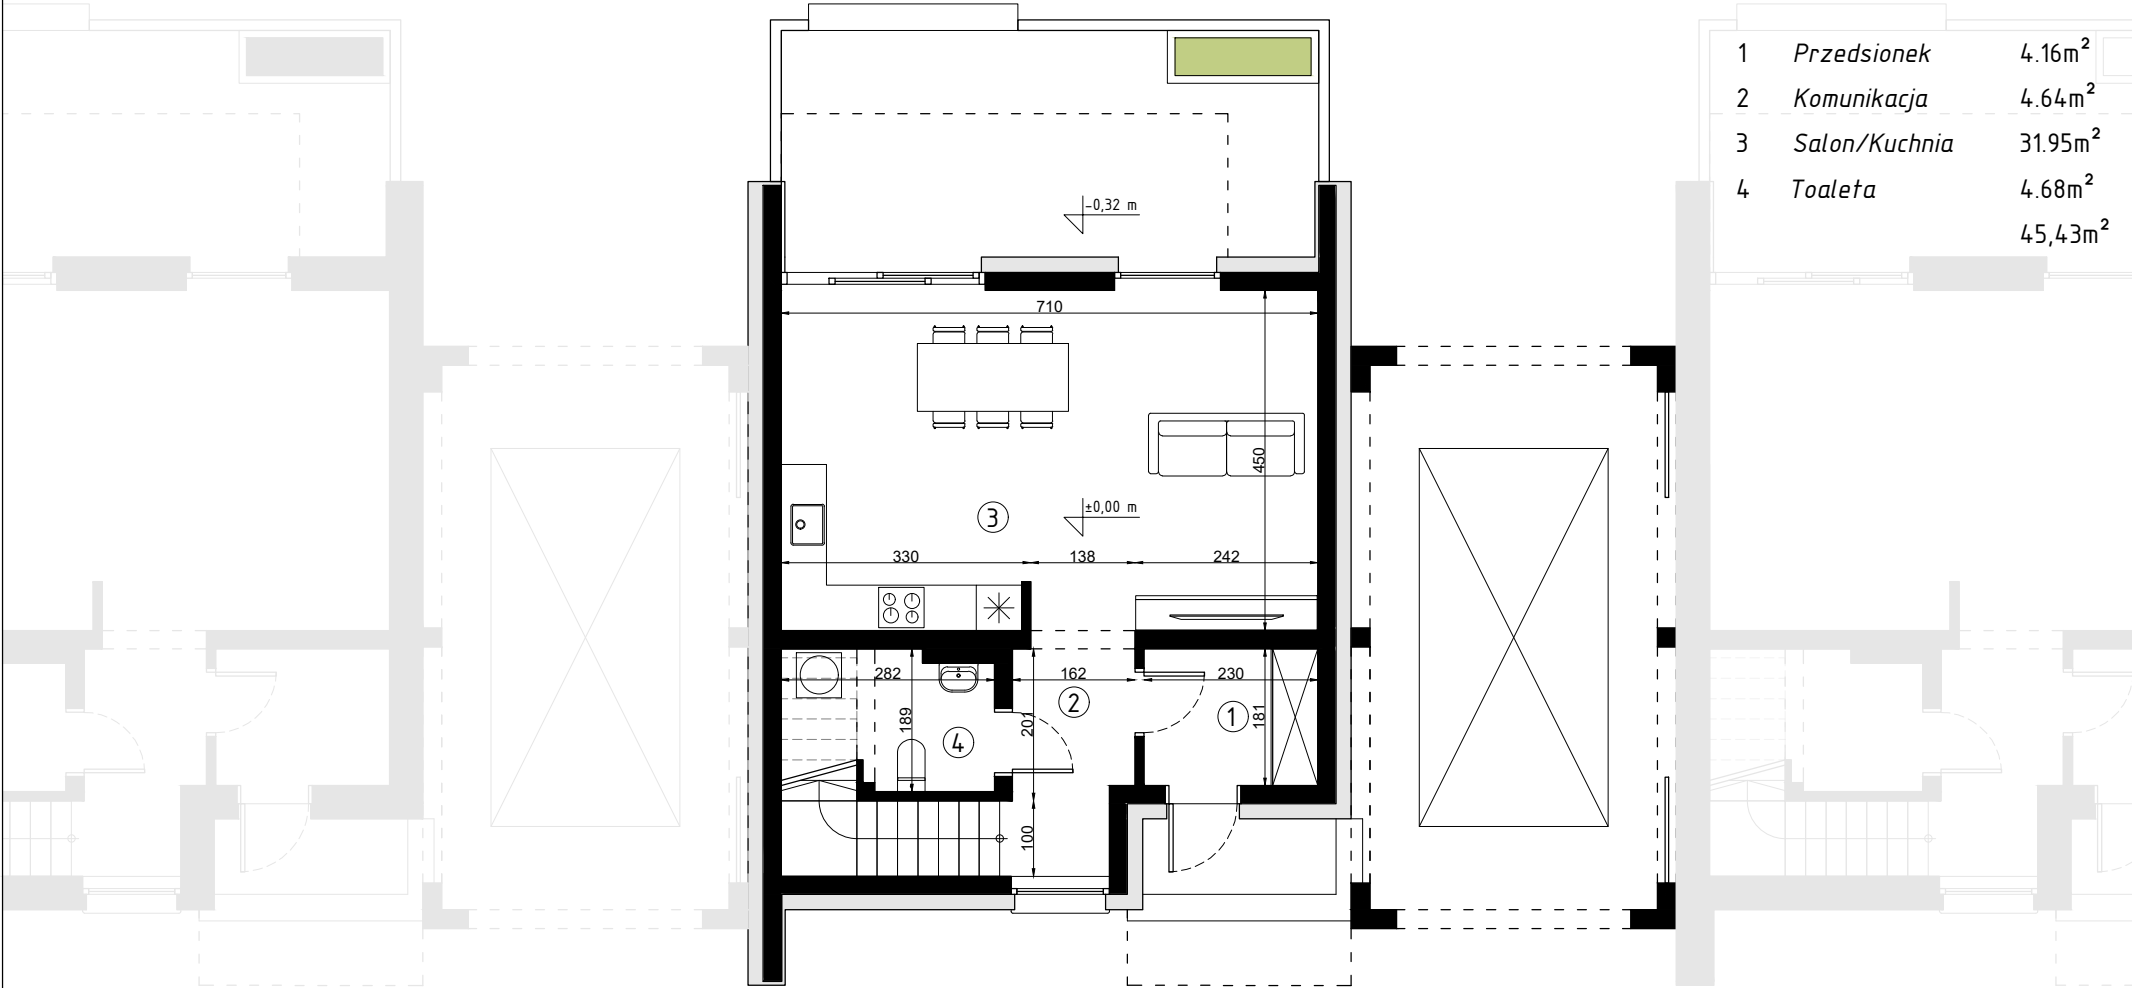 1 Przedsionek 4.16m²
2 Komunikacja 4.64m²
3 Salon/Kuchnia 31.95m²
4 Toaleta 4.68m²
45,43m²
-0,32 m
710
450
3
±0,00 m
330 138 242
282 162 230
189
201
2
181
1
4
100